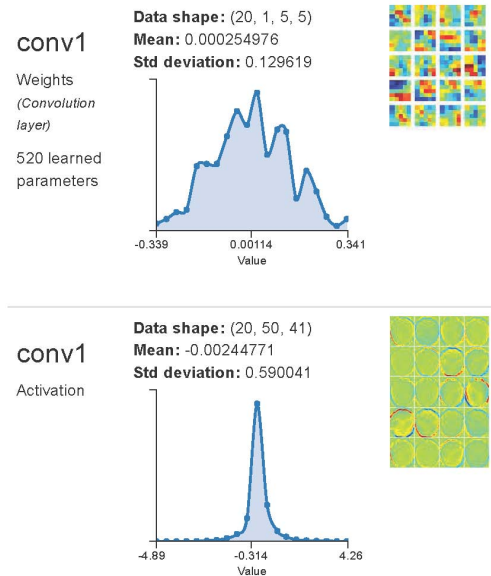 conv1
Weights
(Convolution
layer)
520 learned
parameters
Data shape: (20, 1, 5, 5)
Mean: 0.000254976
Std deviation: 0.129619
-0.339 0.00114 0.341
Value
conv1
Activation
Data shape: (20, 50, 41)
Mean: -0.00244771
Std deviation: 0.590041
-4.89 -0.314 4.26
Value